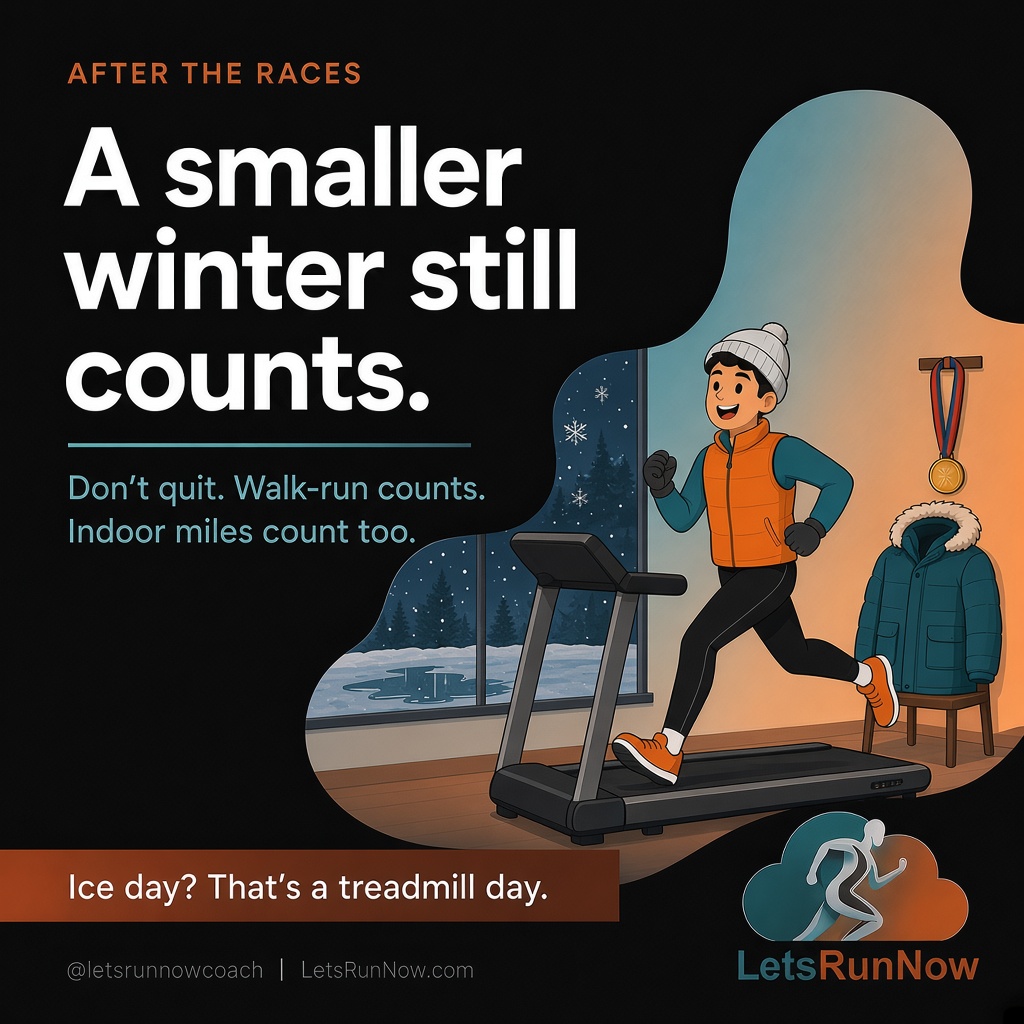 AFTER THE RACES
A smaller
winter still
counts.
Don't quit. Walk-run counts.
Indoor miles count too.
Ice day? That's a treadmill day.
@letsrunnowcoach | LetsRunNow.com
LetsRunNow